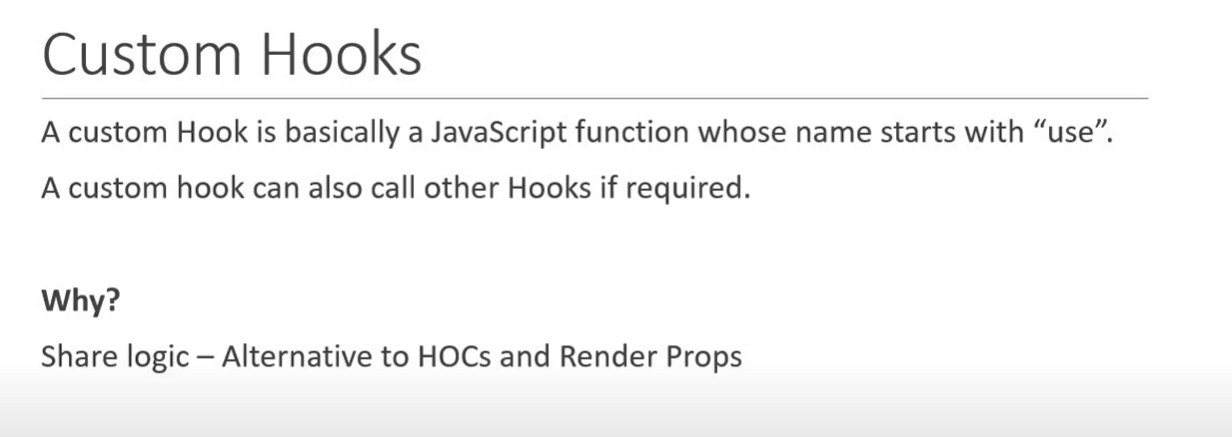 Custom Hooks
A custom Hook is basically a JavaScript function whose name starts with “use”.
A custom hook can also call other Hooks if required.
Why?
Share logic – Alternative to HOCs and Render Props